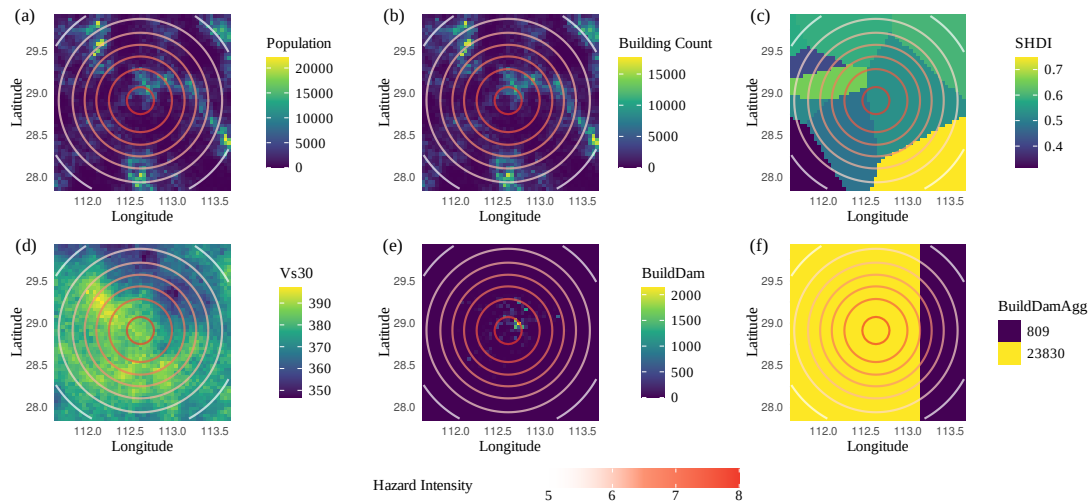 (a)
Latitude
29.5
29.0
28.5
28.0
112.0 112.5 113.0 113.5
Longitude
Population
20000
15000
10000
5000
0
(b)
Latitude
29.5
29.0
28.5
28.0
112.0 112.5 113.0 113.5
Longitude
Building Count
15000
10000
5000
0
(c)
Latitude
29.5
29.0
28.5
28.0
112.0 112.5 113.0 113.5
Longitude
SHDI
0.7
0.6
0.5
0.4
(d)
Latitude
29.5
29.0
28.5
28.0
112.0 112.5 113.0 113.5
Longitude
Vs30
390
380
370
360
350
(e)
Latitude
29.5
29.0
28.5
28.0
112.0 112.5 113.0 113.5
Longitude
BuildDam
2000
1500
1000
500
0
(f)
Latitude
29.5
29.0
28.5
28.0
112.0 112.5 113.0 113.5
Longitude
BuildDamAgg
809
23830
Hazard Intensity
5 6 7 8